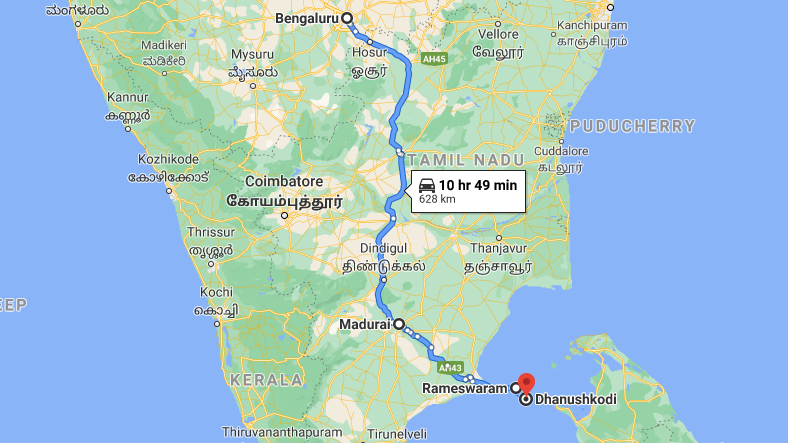 மங்களூர்
Bengaluru
Kanchipuram
காஞ்சிபுரம்
Madikeri
ಮಡಿಕೇರಿ
Mysuru
ಮೈಸೂರು
Hosur
ஓசூர்
AH45
Vellore
வேலூர்
Kannur
കണ്ണൂർ
PUDUCHERRY
Cuddalore
கடலூர்
Kozhikode
കോഴിക്കോട്
TAMIL NADU
Coimbatore
கோயம்புத்தூர்
10 hr 49 min
628 km
Thrissur
തൃശ്ശൂർ
Dindigul
திண்டுக்கல்
Thanjavur
தஞ்சாவூர்
EEP
Kochi
കൊച്ചി
Madurai
AH43
KERALA
Rameswaram
Dhanushkodi
Thiruvananthapuram
Tirunelveli